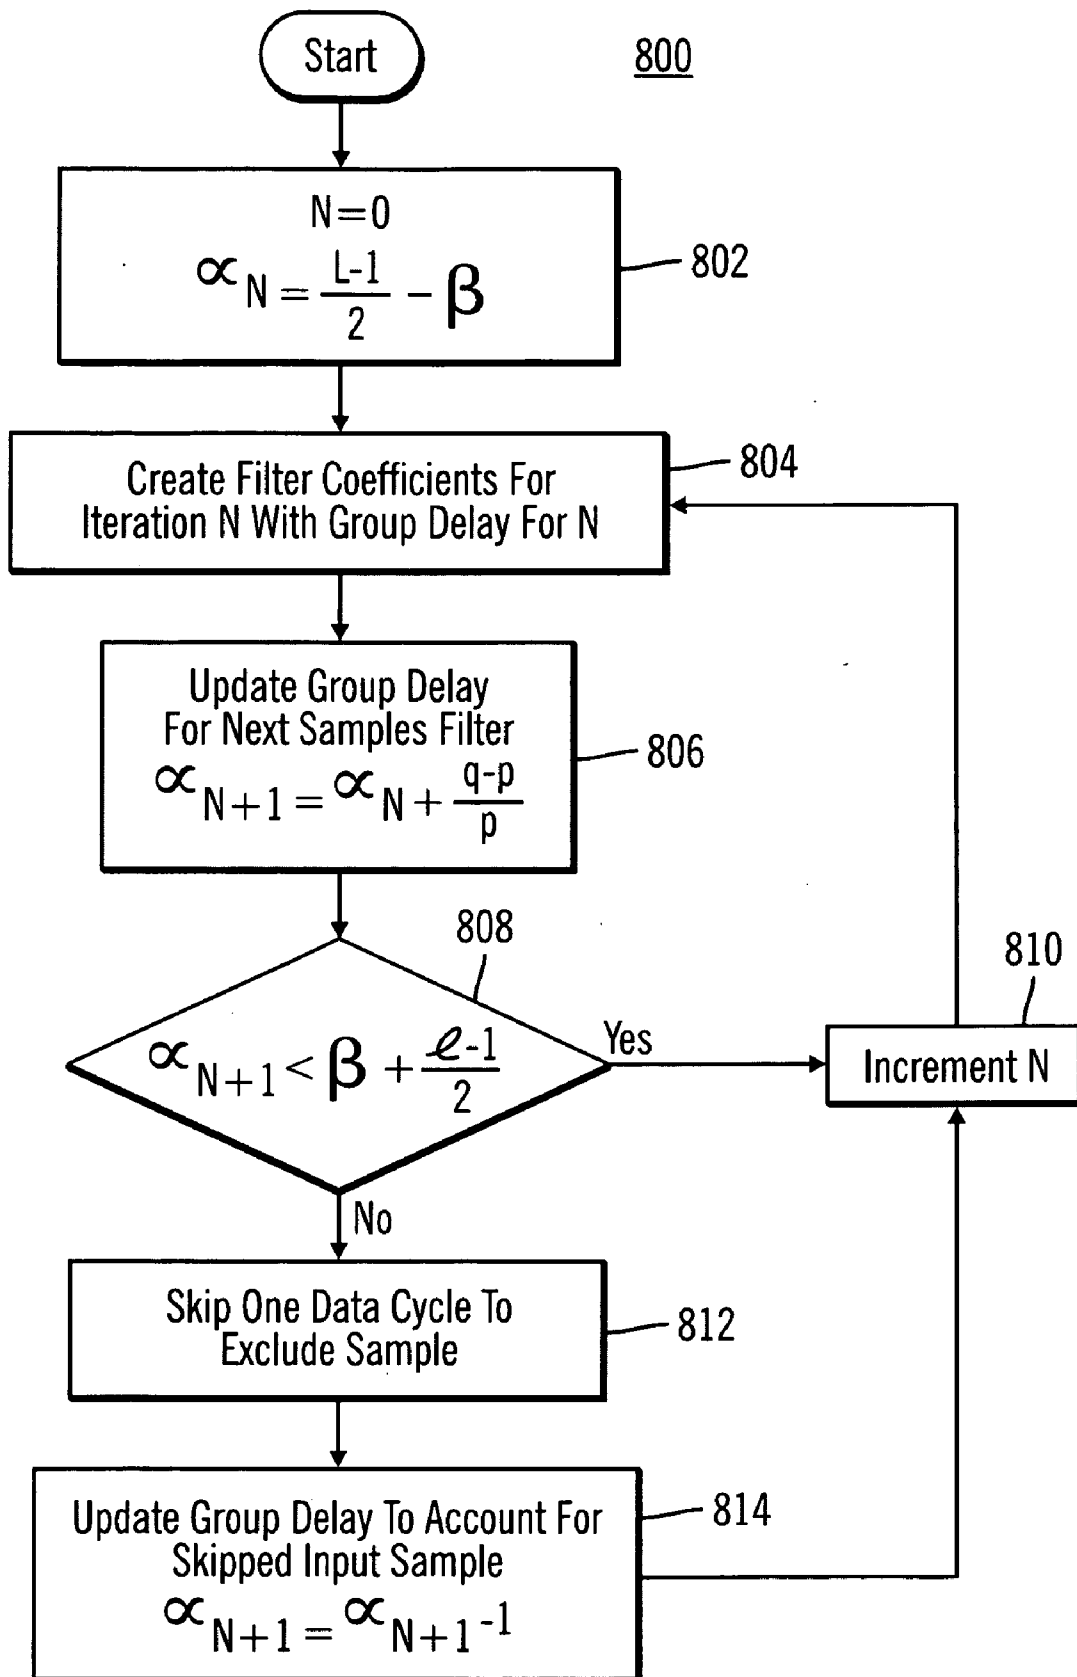 Start
800
N=0
∝N = L-1/2 - β
802
Create Filter Coefficients For
Iteration N With Group Delay For N
804
Update Group Delay
For Next Samples Filter
∝N+1 = ∝N + q-p/p
806
808
∝N+1 < β + ℓ-1/2
Yes
810
Increment N
No
Skip One Data Cycle To
Exclude Sample
812
Update Group Delay To Account For
Skipped Input Sample
∝N+1 = ∝N+1 -1
814